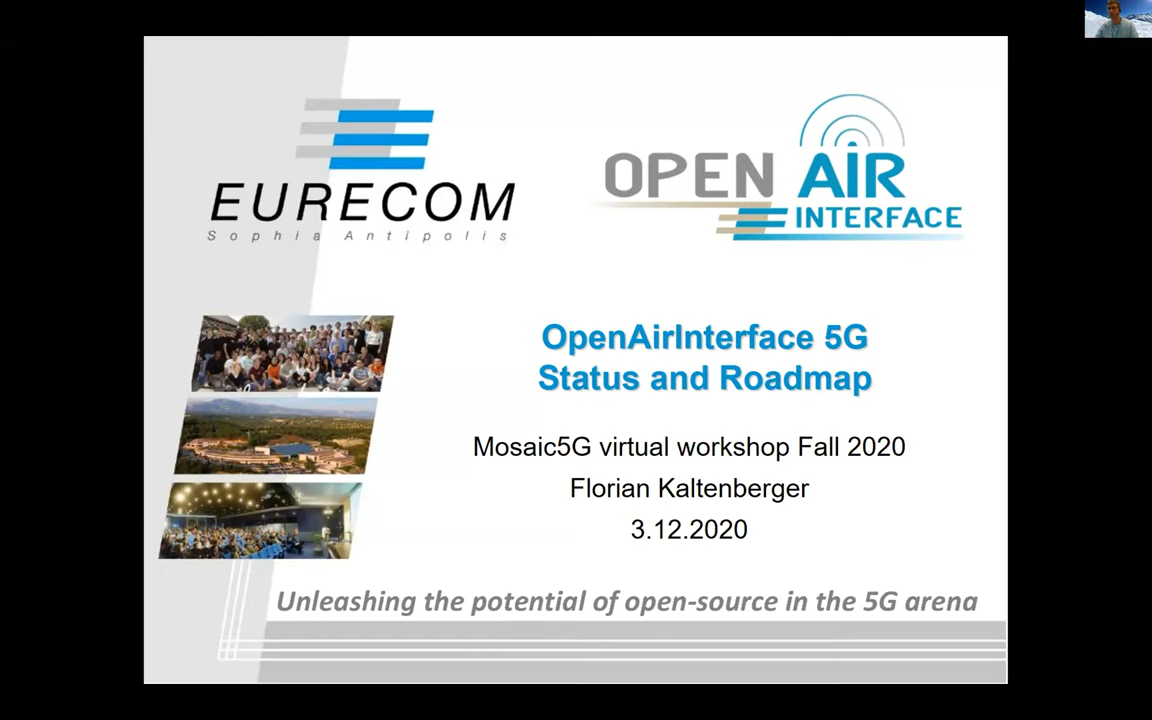 EURECOM
Sophia Antipolis
OPEN AIR
INTERFACE
OpenAirInterface 5G
Status and Roadmap
Mosaic5G virtual workshop Fall 2020
Florian Kaltenberger
3.12.2020
Unleashing the potential of open-source in the 5G arena